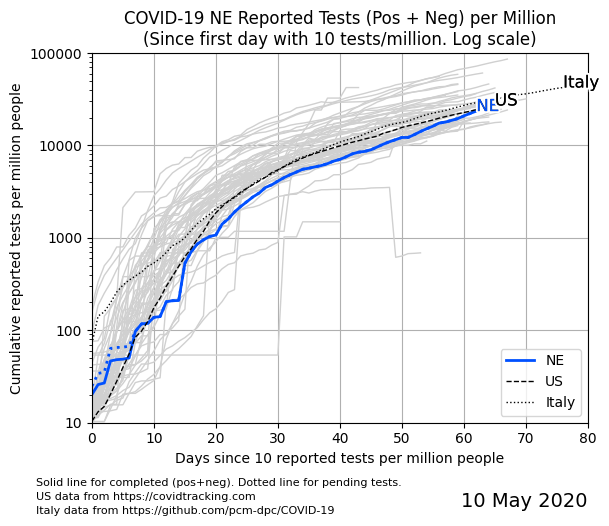 COVID-19 NE Reported Tests (Pos + Neg) per Million
(Since first day with 10 tests/million. Log scale)
Cumulative reported tests per million people
100000
10000
1000
100
10
Italy
US
NE
NE
US
Italy
0 10 20 30 40 50 60 70 80
Days since 10 reported tests per million people
Solid line for completed (pos+neg). Dotted line for pending tests.
US data from https://covidtracking.com
Italy data from https://github.com/pcm-dpc/COVID-19
10 May 2020